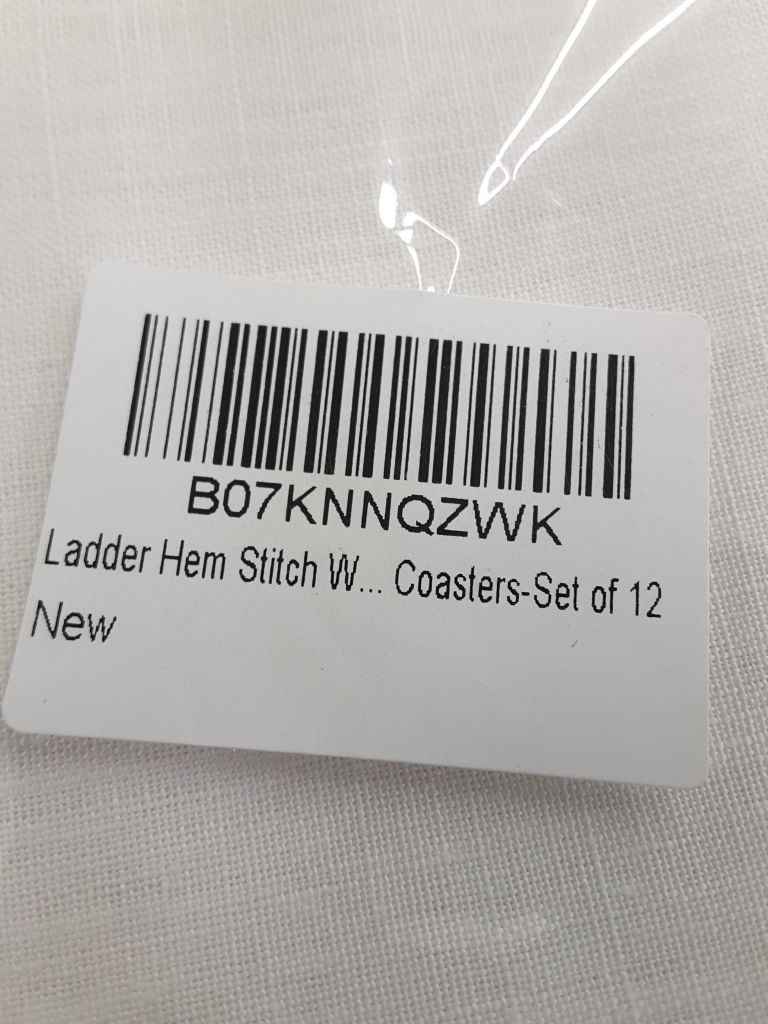 B07KNNQZWK
Ladder Hem Stitch W... Coasters-Set of 12
New